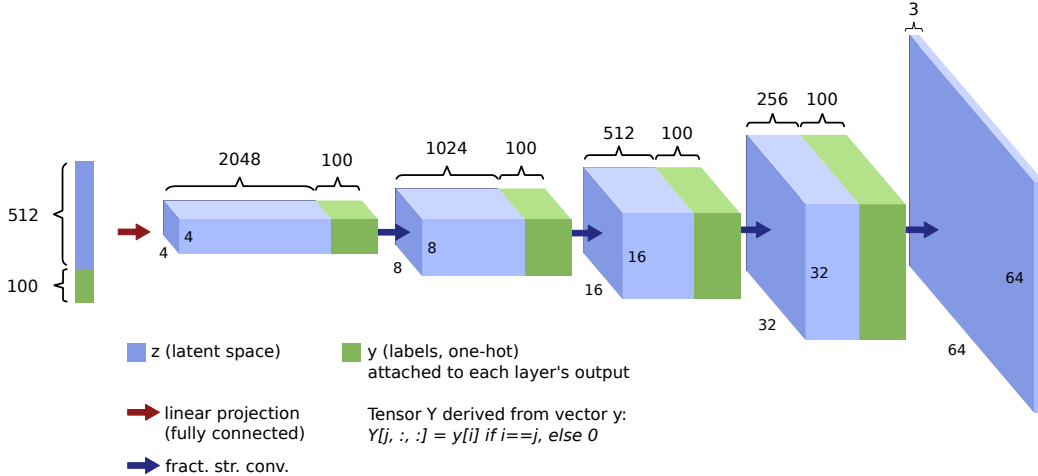 3
256 100
512 100
1024 100
2048 100
512
100
4 4
8 8
16 16
32 32
64 64
z (latent space)
y (labels, one-hot)
attached to each layer's output
linear projection
(fully connected)
Tensor Y derived from vector y:
Y[j, :, :] = y[i] if i==j, else 0
fract. str. conv.